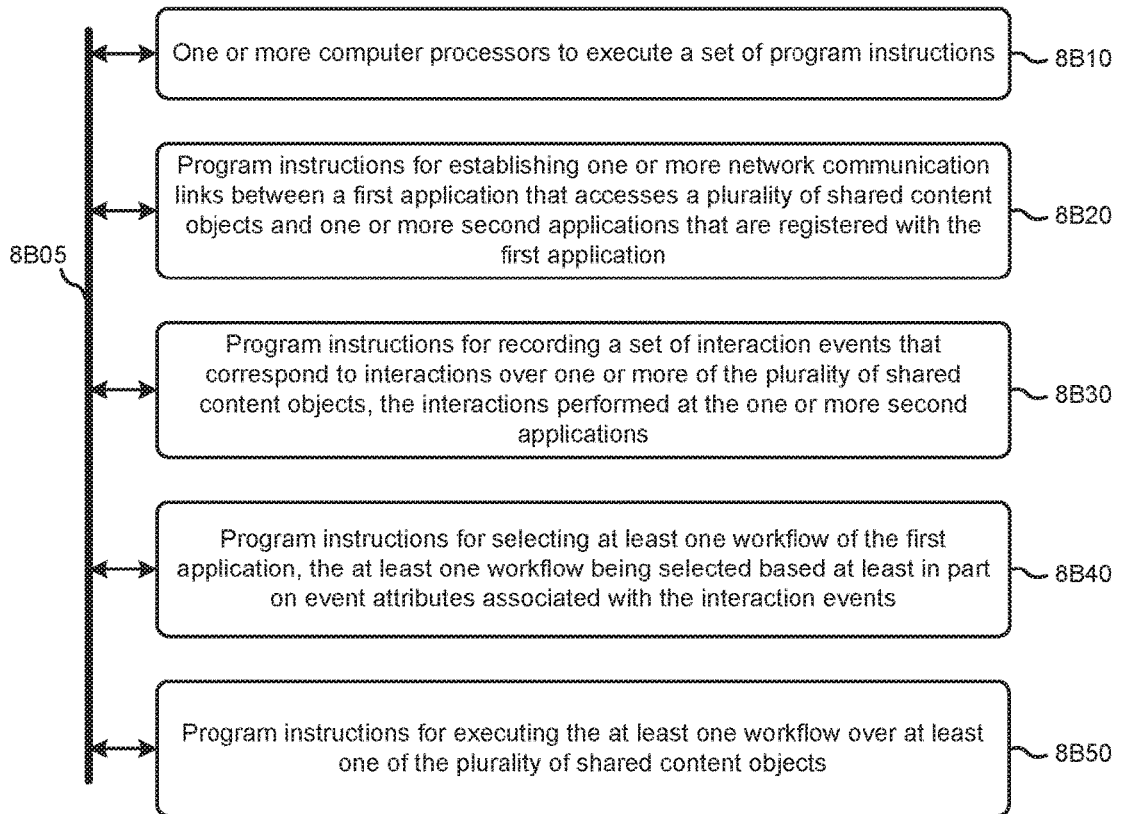 One or more computer processors to execute a set of program instructions
8B10
Program instructions for establishing one or more network communication
links between a first application that accesses a plurality of shared content
objects and one or more second applications that are registered with the
first application
8B20
8B05
Program instructions for recording a set of interaction events that
correspond to interactions over one or more of the plurality of shared
content objects, the interactions performed at the one or more second
applications
8B30
Program instructions for selecting at least one workflow of the first
application, the at least one workflow being selected based at least in part
on event attributes associated with the interaction events
8B40
Program instructions for executing the at least one workflow over at least
one of the plurality of shared content objects
8B50